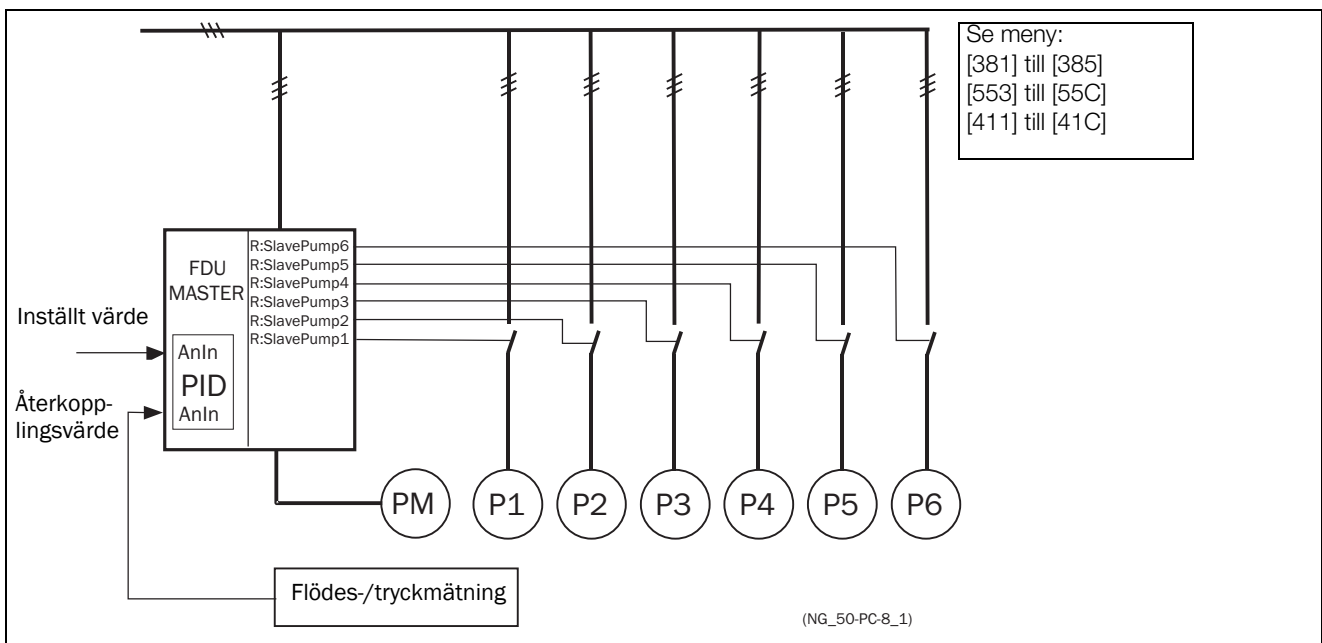 Se meny:
[381] till [385]
[553] till [55C]
[411] till [41C]
FDU
MASTER
R:SlavePump6
R:SlavePump5
R:SlavePump4
R:SlavePump3
R:SlavePump2
R:SlavePump1
Inställt värde
AnIn
PID
AnIn
Återkopp-
lingsvärde
PM
P1
P2
P3
P4
P5
P6
Flödes-/tryckmätning
(NG_50-PC-8_1)